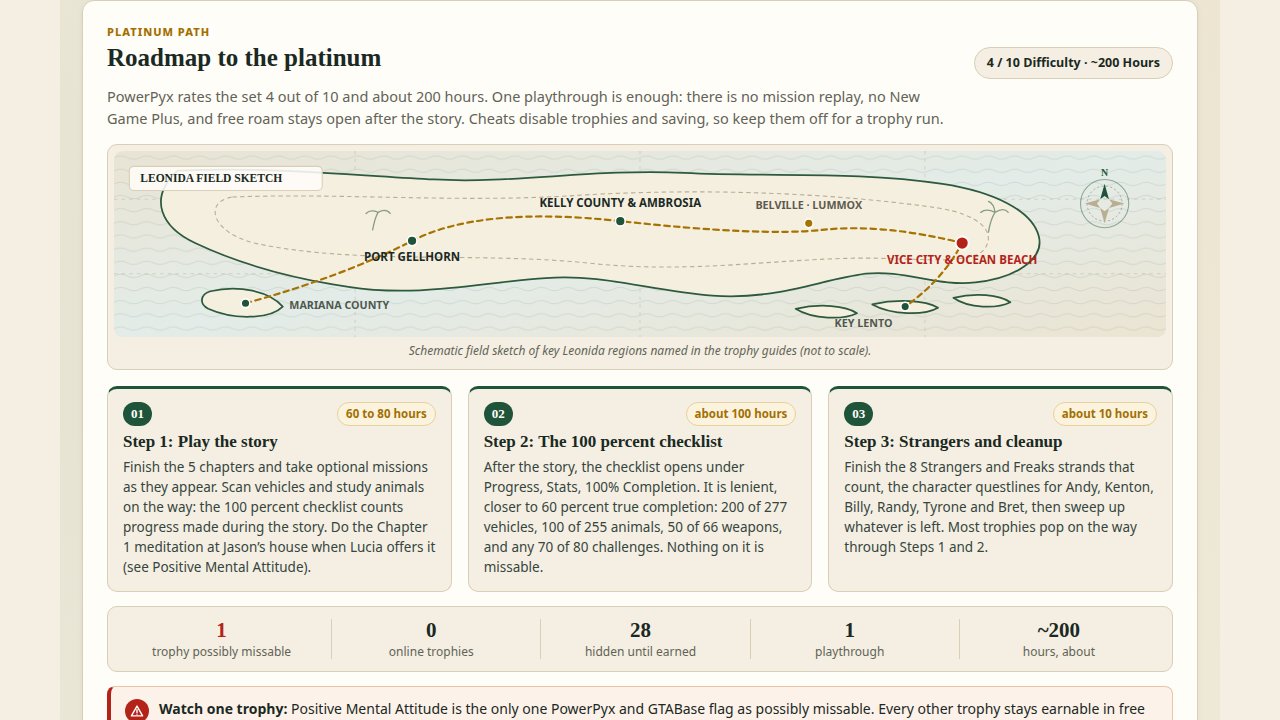 PLATINUM PATH
Roadmap to the platinum
4 / 10 Difficulty · ~200 Hours
PowerPyx rates the set 4 out of 10 and about 200 hours. One playthrough is enough: there is no mission replay, no New
Game Plus, and free roam stays open after the story. Cheats disable trophies and saving, so keep them off for a trophy run.
LEONIDA FIELD SKETCH
N
KELLY COUNTY & AMBROSIA
BELVILLE · LUMMOX
PORT GELLHORN
VICE CITY & OCEAN BEACH
MARIANA COUNTY
KEY LENTO
Schematic field sketch of key Leonida regions named in the trophy guides (not to scale).
01
60 to 80 hours
Step 1: Play the story
Finish the 5 chapters and take optional missions
as they appear. Scan vehicles and study animals
on the way: the 100 percent checklist counts
progress made during the story. Do the Chapter
1 meditation at Jason's house when Lucia offers it
(see Positive Mental Attitude).
02
about 100 hours
Step 2: The 100 percent checklist
After the story, the checklist opens under
Progress, Stats, 100% Completion. It is lenient,
closer to 60 percent true completion: 200 of 277
vehicles, 100 of 255 animals, 50 of 66 weapons,
and any 70 of 80 challenges. Nothing on it is
missable.
03
about 10 hours
Step 3: Strangers and cleanup
Finish the 8 Strangers and Freaks strands that
count, the character questlines for Andy, Kenton,
Billy, Randy, Tyrone and Bret, then sweep up
whatever is left. Most trophies pop on the way
through Steps 1 and 2.
1
trophy possibly missable
0
online trophies
28
hidden until earned
1
playthrough
~200
hours, about
Watch one trophy: Positive Mental Attitude is the only one PowerPyx and GTABase flag as possibly missable. Every other trophy stays earnable in free